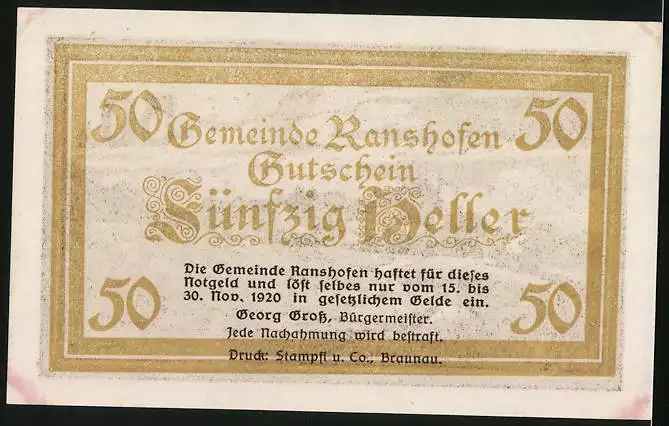 50 Gemeinde Ranshofen 50
Gutschein
Fünfzig Heller
Die Gemeinde Ranshofen haftet für dieſes
Notgeld und löſt ſelbes nur vom 15. bis
30. Nov. 1920 in geſetzlichem Gelde ein.
50 Georg Groß, Bürgermeiſter. 50
Jede Nachahmung wird beſtraft.
Druck: Stampfl u. Co., Braunau.